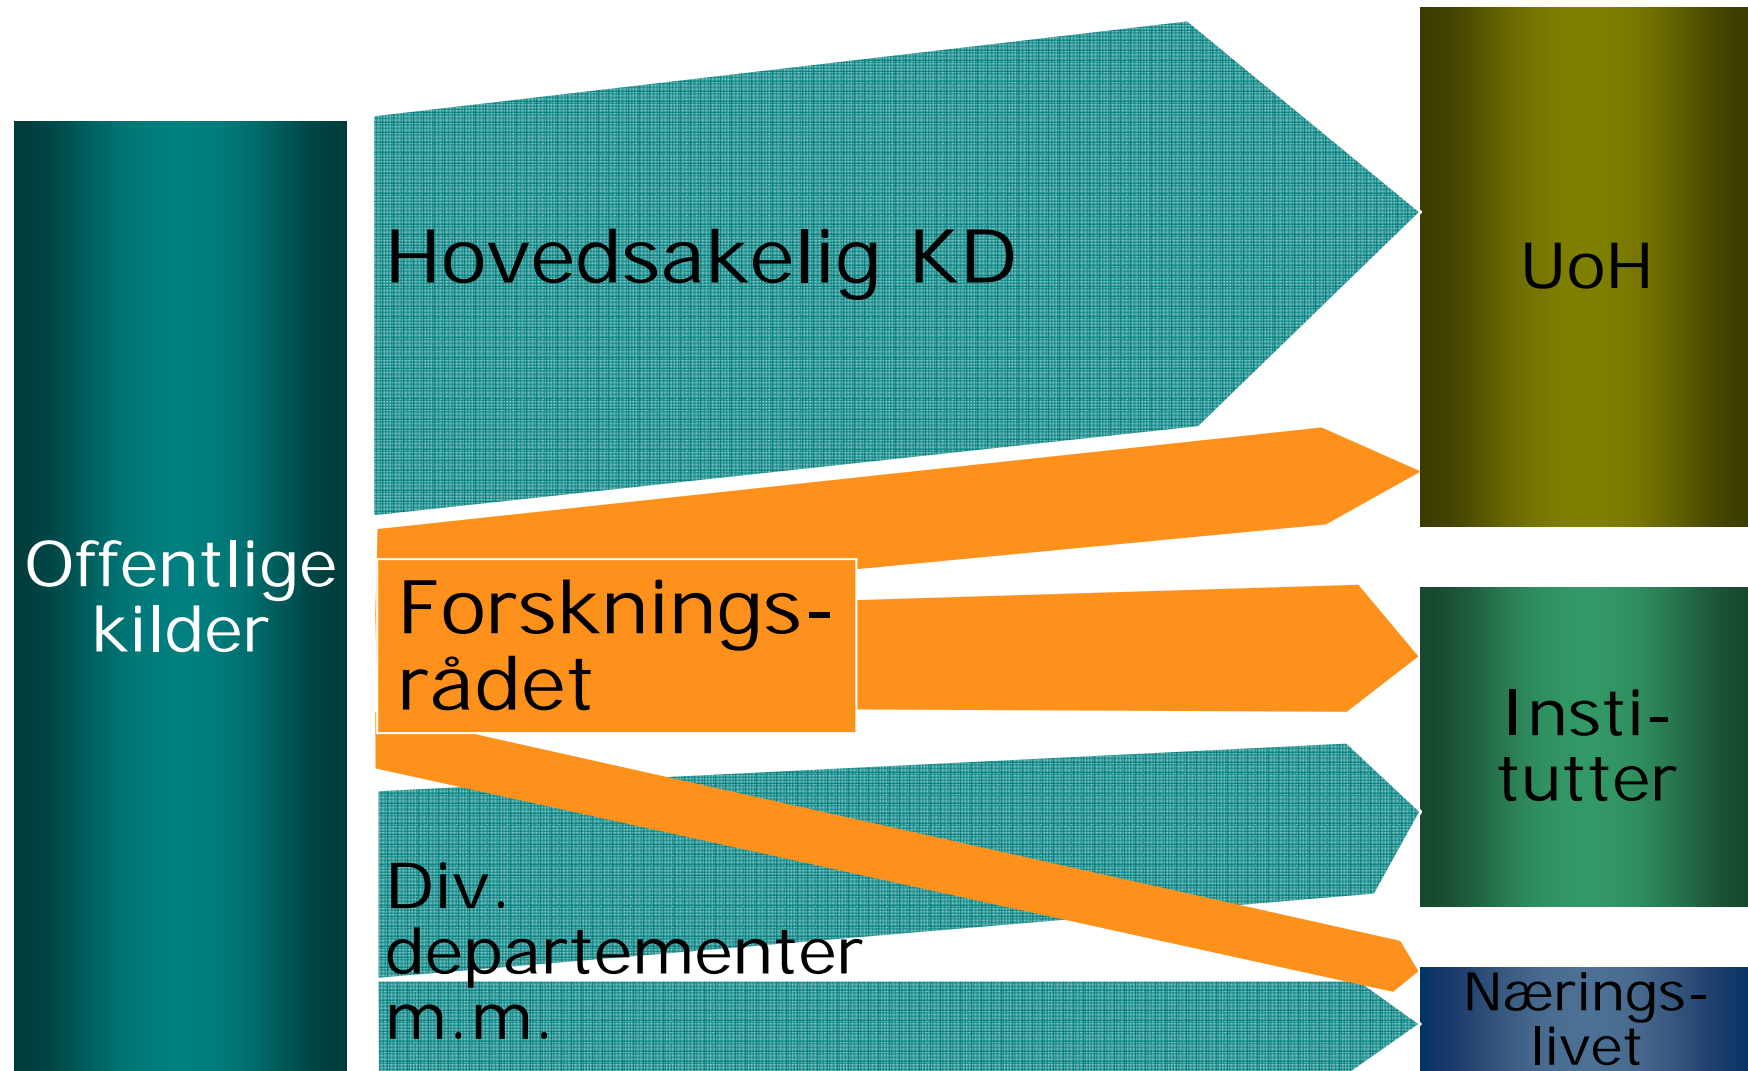 Offentlige
kilder
Hovedsakelig KD
Forsknings-
rådet
Div.
departementer
m.m.
UoH
Insti-
tutter
Nærings-
livet